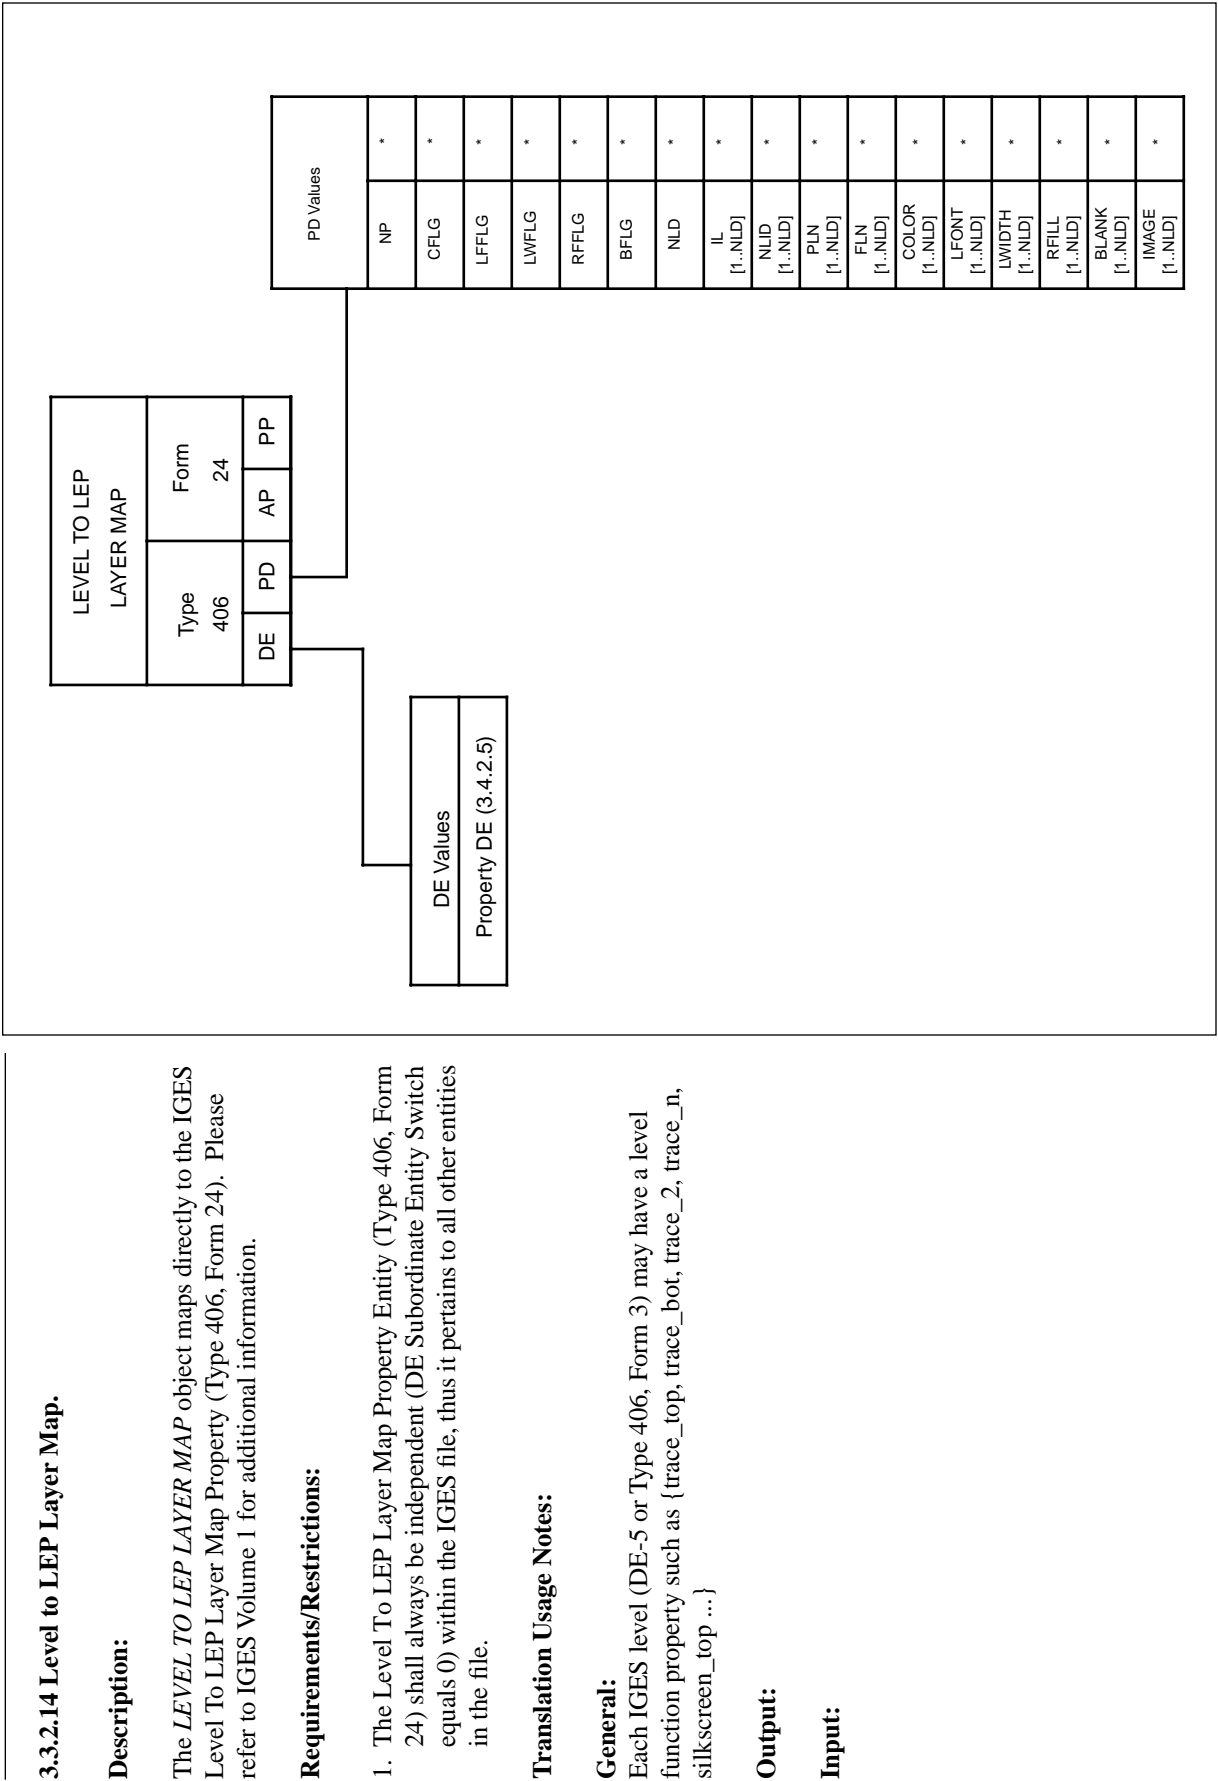 3.3.2.14 Level to LEP Layer Map.
Description:
The LEVEL TO LEP LAYER MAP object maps directly to the IGES
Level To LEP Layer Map Property (Type 406, Form 24).  Please
refer to IGES Volume 1 for additional information.
Requirements/Restrictions:
1. The Level To LEP Layer Map Property Entity (Type 406, Form
24) shall always be independent (DE Subordinate Entity Switch
equals 0) within the IGES file, thus it pertains to all other entities
in the file.
Translation Usage Notes:
General:
Each IGES level (DE-5 or Type 406, Form 3) may have a level
function property such as {trace_top, trace_bot, trace_2, trace_n,
silkscreen_top ...}
Output:
Input:
LEVEL TO LEP
LAYER MAP
Type Form
406 24
DE PD AP PP
DE Values
Property DE (3.4.2.5)
PD Values
NP *
CFLG *
LFFLG *
LWFLG *
RFFLG *
BFLG *
NLD *
IL
[1..NLD] *
NLID
[1..NLD] *
PLN
[1..NLD] *
FLN
[1..NLD] *
COLOR
[1..NLD] *
LFONT
[1..NLD] *
LWIDTH
[1..NLD] *
RFILL
[1..NLD] *
BLANK
[1..NLD] *
IMAGE
[1..NLD] *